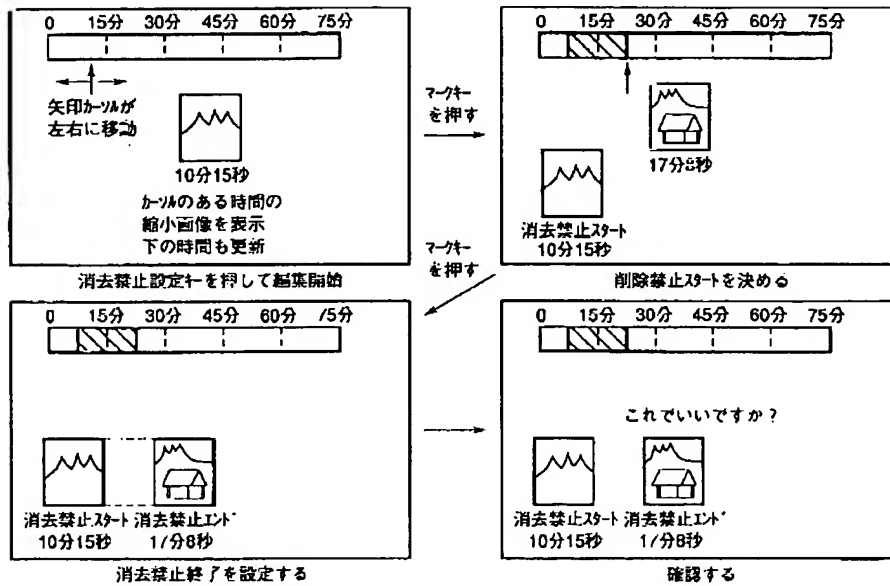 0 15分 30分 45分 60分 75分
矢印カーソルが
左右に移動
10分15秒
カーソルのある時間の
縮小画像を表示
下の時間も更新
消去禁止設定キーを押して編集開始
マークキー
を押す
0 15分 30分 45分 60分 75分
17分8秒
消去禁止スタート
10分15秒
削除禁止スタートを決める
マークキー
を押す
0 15分 30分 45分 60分 75分
消去禁止スタート 消去禁止エンド
10分15秒 17分8秒
消去禁止終了を設定する
0 15分 30分 45分 60分 75分
これでいいですか？
消去禁止スタート 消去禁止エンド
10分15秒 17分8秒
確認する